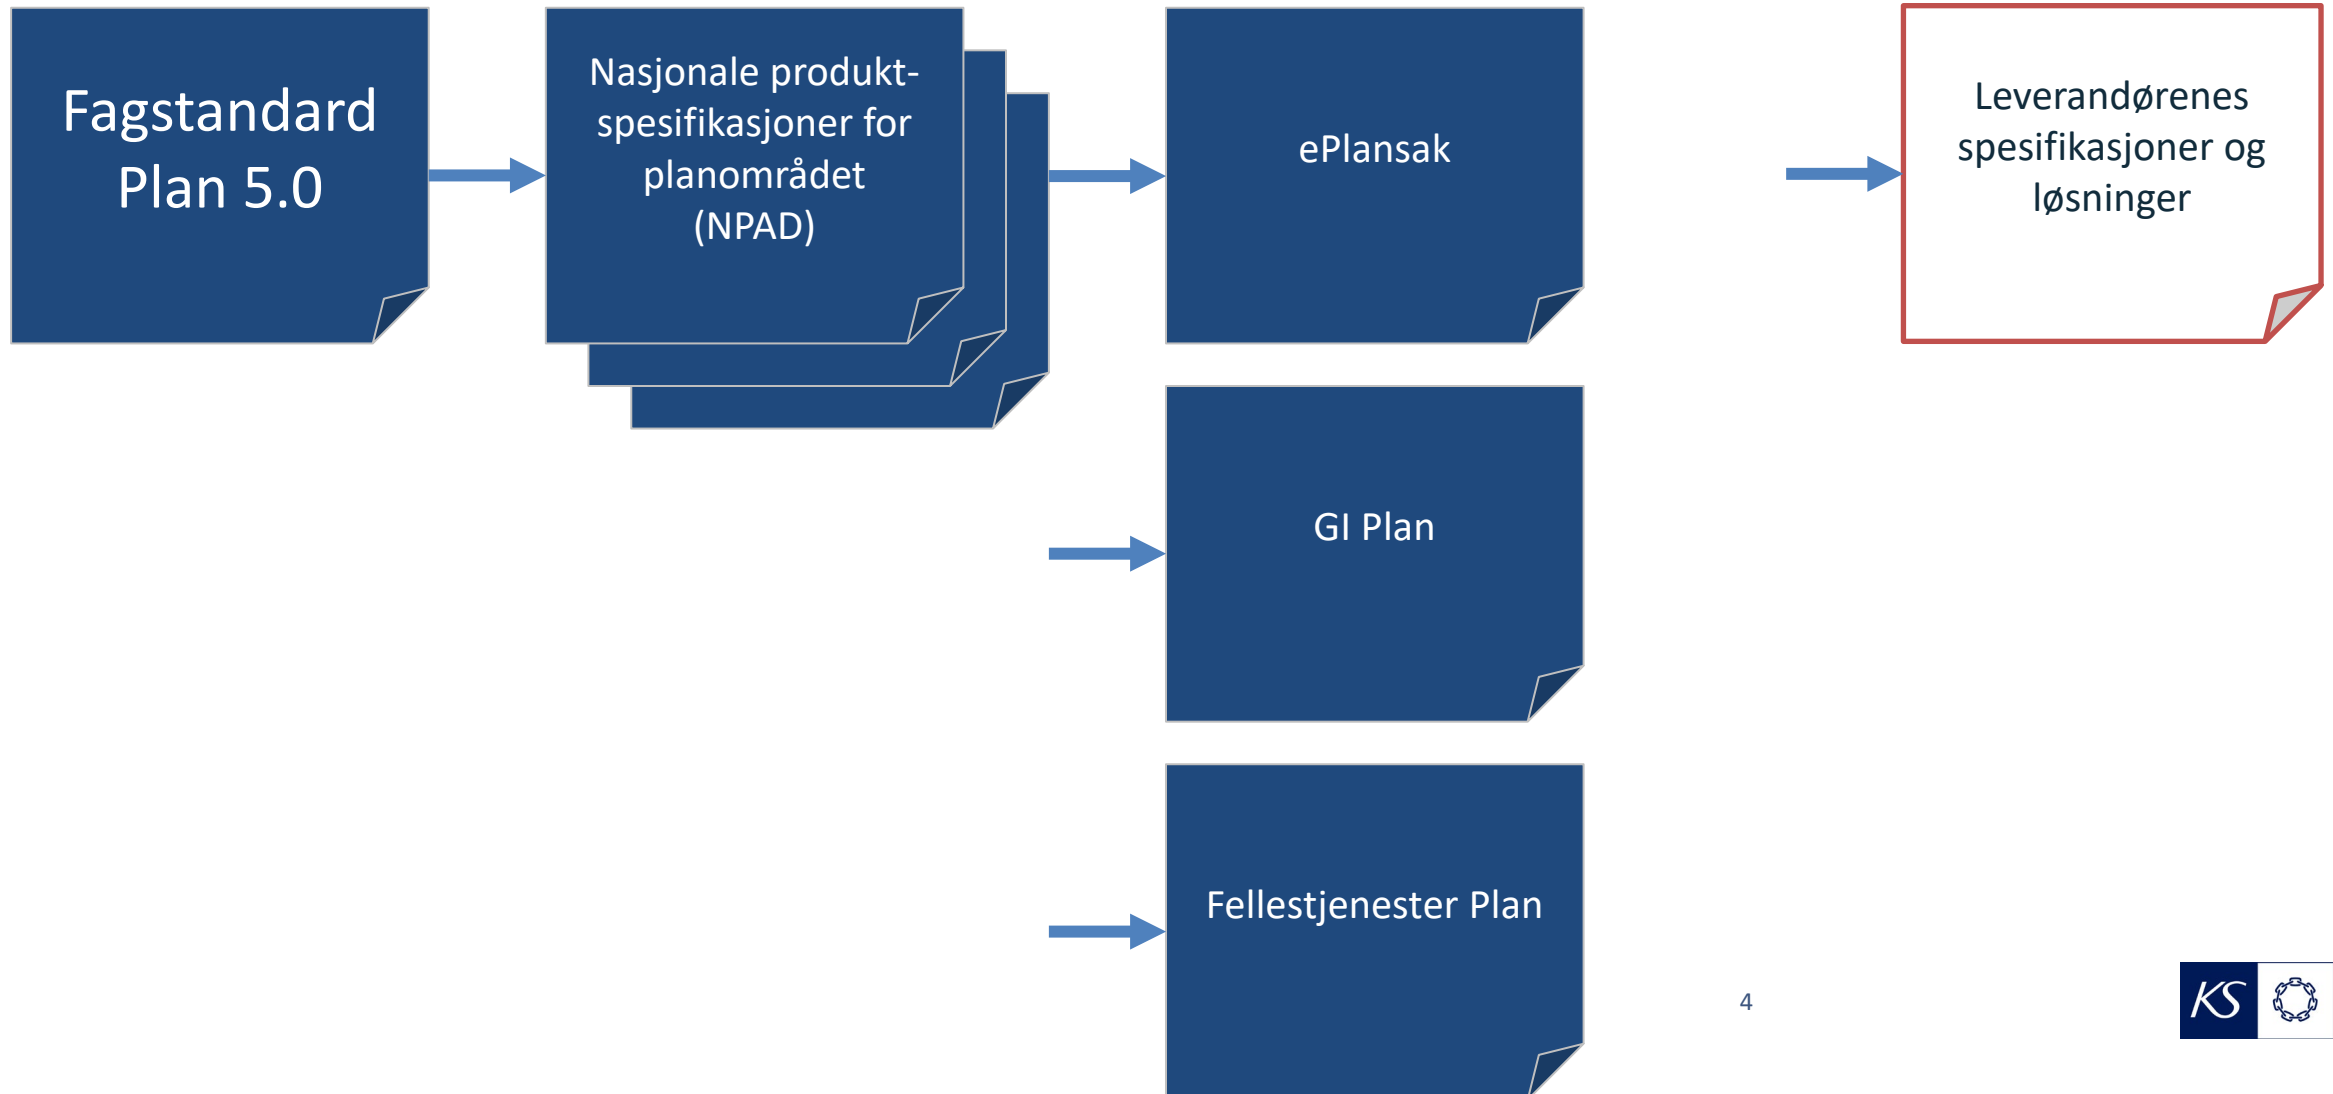 Fagstandard
Plan 5.0
Nasjonale produkt-
spesifikasjoner for
planområdet
(NPAD)
ePlansak
Leverandørenes
spesifikasjoner og
løsninger
GI Plan
Fellestjenester Plan
4
KS